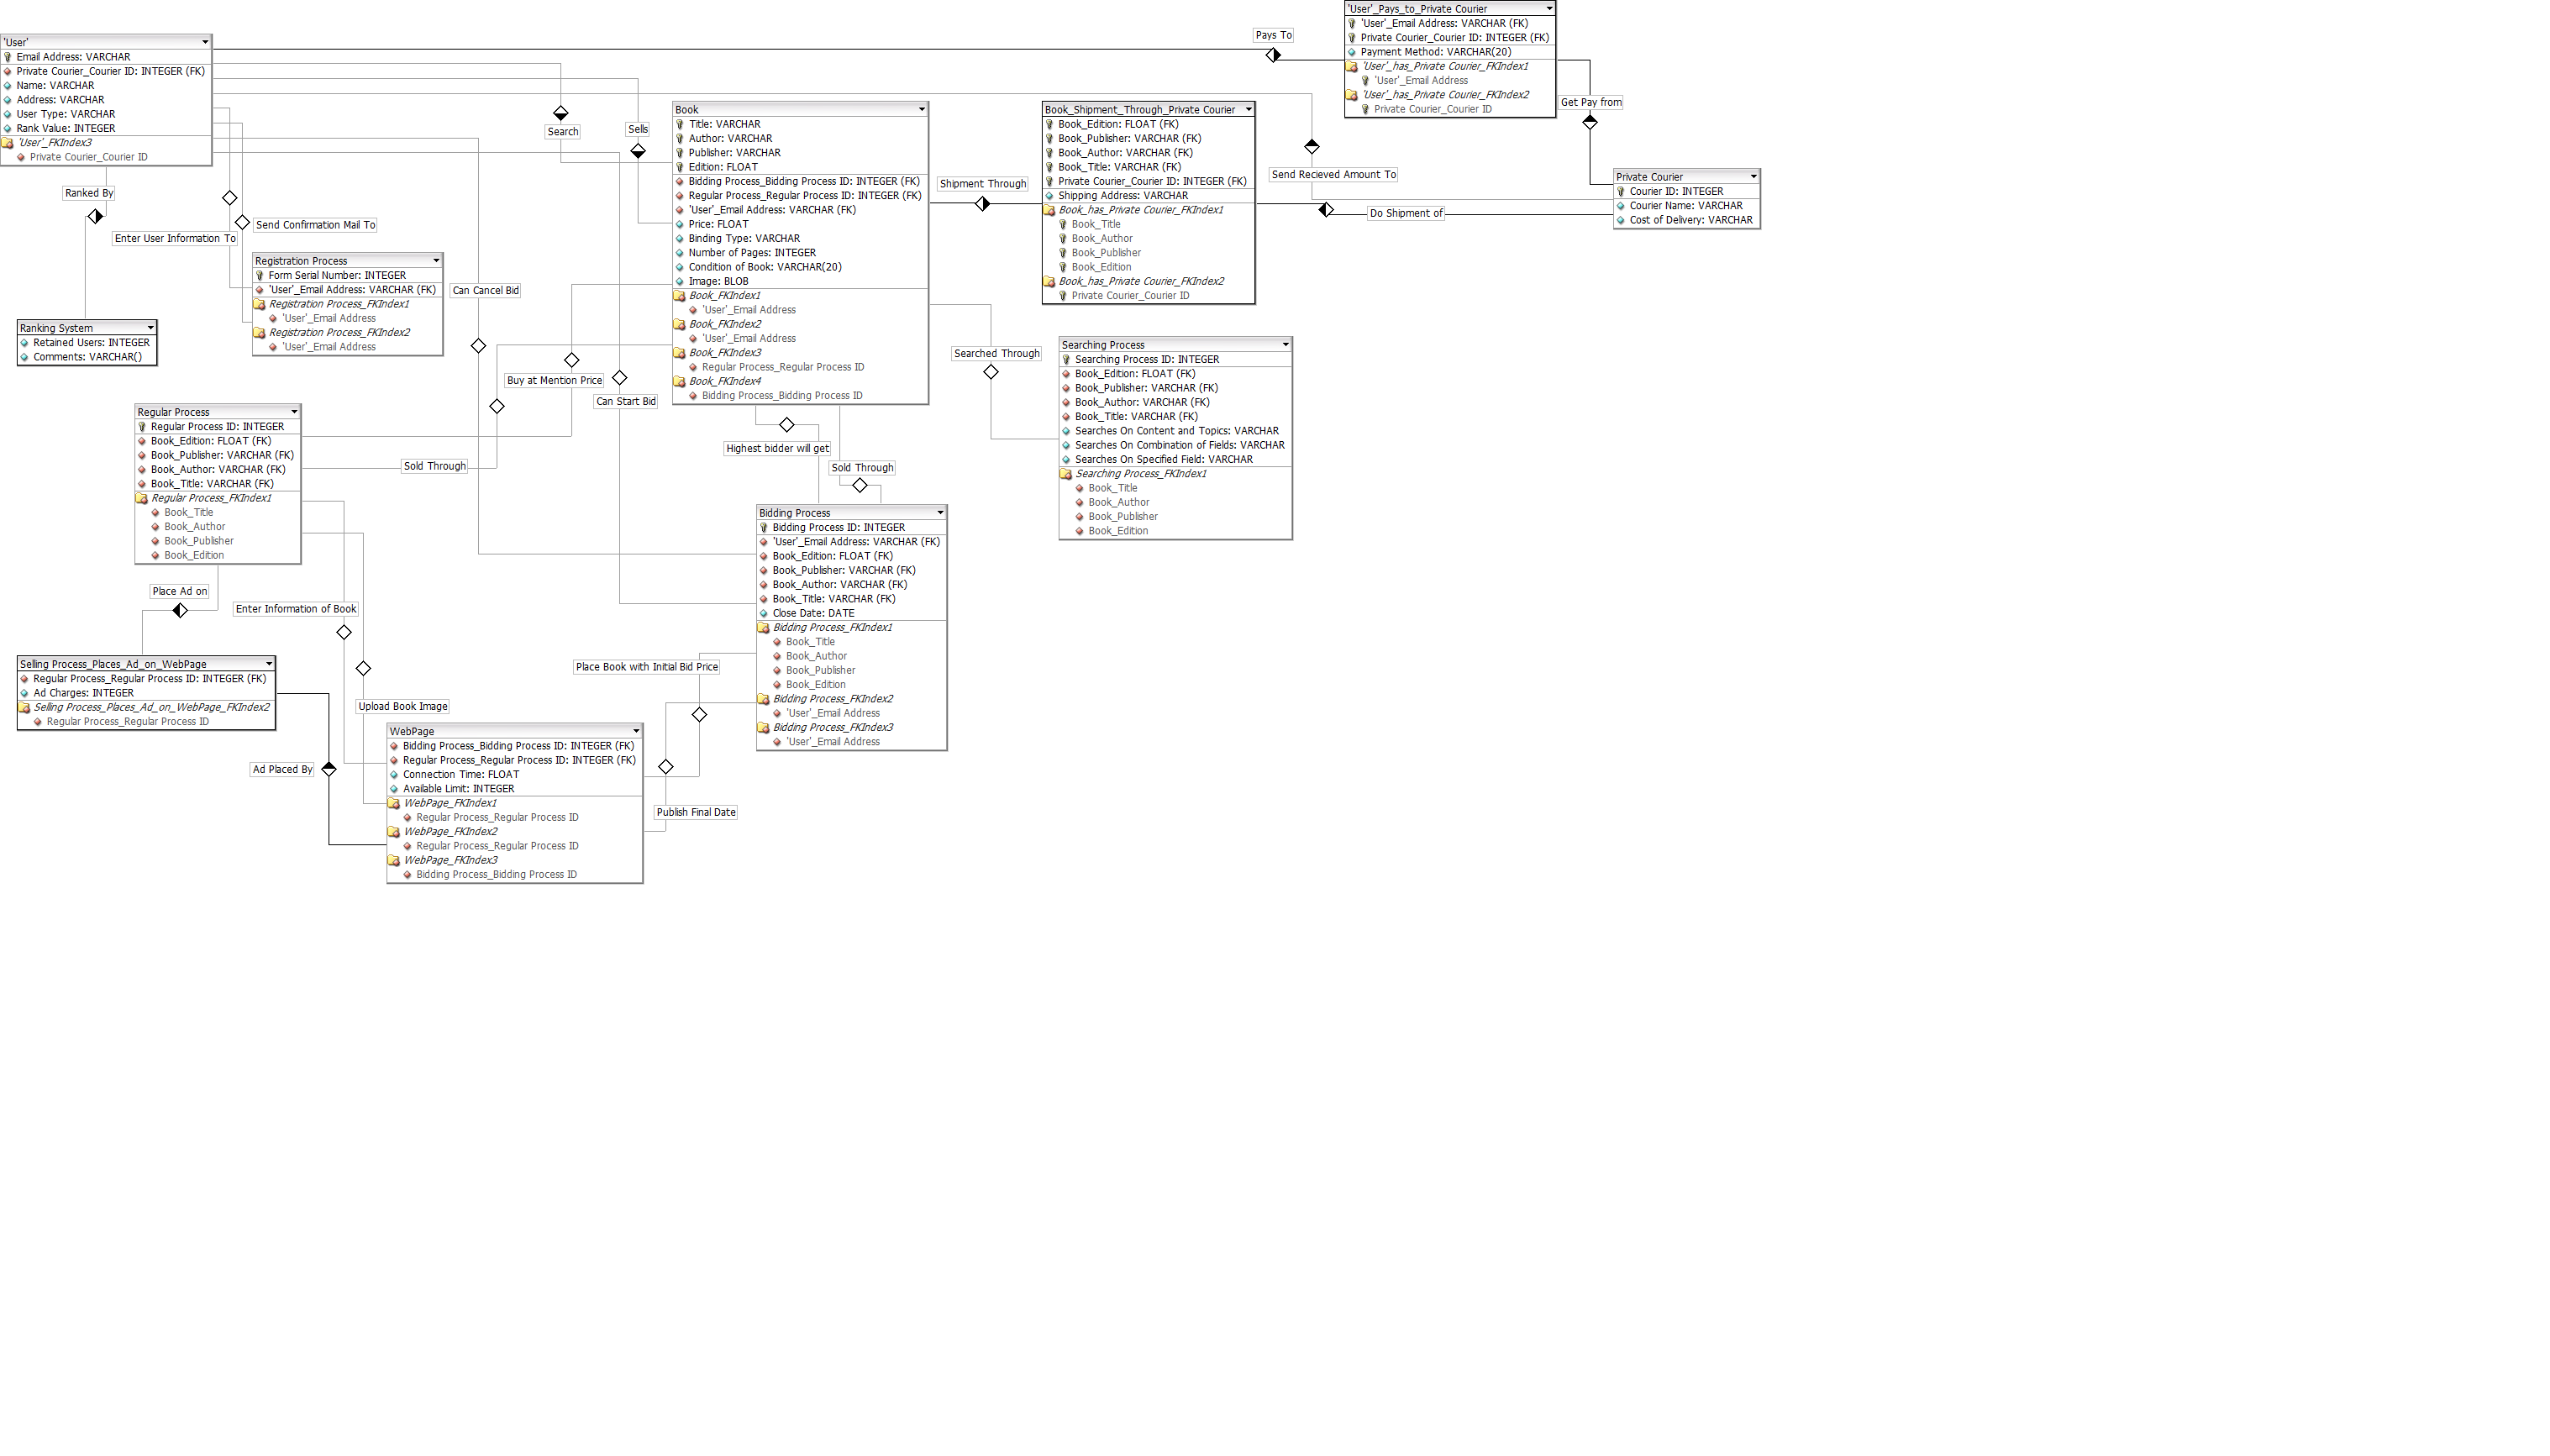 'User'
Email Address: VARCHAR
Private Courier_Courier ID: INTEGER (FK)
Name: VARCHAR
Address: VARCHAR
User Type: VARCHAR
Rank Value: INTEGER
'User'_FKIndex3
Private Courier_Courier ID
Pays To
'User'_Pays_to_Private Courier
'User'_Email Address: VARCHAR (FK)
Private Courier_Courier ID: INTEGER (FK)
Payment Method: VARCHAR(20)
'User'_has_Private Courier_FKIndex1
'User'_Email Address
'User'_has_Private Courier_FKIndex2
Private Courier_Courier ID
Get Pay from
Search
Sells
Book
Title: VARCHAR
Author: VARCHAR
Publisher: VARCHAR
Edition: FLOAT
Bidding Process_Bidding Process ID: INTEGER (FK)
Regular Process_Regular Process ID: INTEGER (FK)
'User'_Email Address: VARCHAR (FK)
Price: FLOAT
Binding Type: VARCHAR
Number of Pages: INTEGER
Condition of Book: VARCHAR(20)
Image: BLOB
Book_FKIndex1
'User'_Email Address
Book_FKIndex2
'User'_Email Address
Book_FKIndex3
Regular Process_Regular Process ID
Book_FKIndex4
Bidding Process_Bidding Process ID
Shipment Through
Book_Shipment_Through_Private Courier
Book_Edition: FLOAT (FK)
Book_Publisher: VARCHAR (FK)
Book_Author: VARCHAR (FK)
Book_Title: VARCHAR (FK)
Private Courier_Courier ID: INTEGER (FK)
Shipping Address: VARCHAR
Book_has_Private Courier_FKIndex1
Book_Title
Book_Author
Book_Publisher
Book_Edition
Book_has_Private Courier_FKIndex2
Private Courier_Courier ID
Send Recieved Amount To
Do Shipment of
Private Courier
Courier ID: INTEGER
Courier Name: VARCHAR
Cost of Delivery: VARCHAR
Ranked By
Enter User Information To
Send Confirmation Mail To
Registration Process
Form Serial Number: INTEGER
'User'_Email Address: VARCHAR (FK)
Registration Process_FKIndex1
'User'_Email Address
Registration Process_FKIndex2
'User'_Email Address
Ranking System
Retained Users: INTEGER
Comments: VARCHAR()
Can Cancel Bid
Buy at Mention Price
Can Start Bid
Searched Through
Searching Process
Searching Process ID: INTEGER
Book_Edition: FLOAT (FK)
Book_Publisher: VARCHAR (FK)
Book_Author: VARCHAR (FK)
Book_Title: VARCHAR (FK)
Searches On Content and Topics: VARCHAR
Searches On Combination of Fields: VARCHAR
Searches On Specified Field: VARCHAR
Searching Process_FKIndex1
Book_Title
Book_Author
Book_Publisher
Book_Edition
Regular Process
Regular Process ID: INTEGER
Book_Edition: FLOAT (FK)
Book_Publisher: VARCHAR (FK)
Book_Author: VARCHAR (FK)
Book_Title: VARCHAR (FK)
Regular Process_FKIndex1
Book_Title
Book_Author
Book_Publisher
Book_Edition
Sold Through
Highest bidder will get
Sold Through
Bidding Process
Bidding Process ID: INTEGER
'User'_Email Address: VARCHAR (FK)
Book_Edition: FLOAT (FK)
Book_Publisher: VARCHAR (FK)
Book_Author: VARCHAR (FK)
Book_Title: VARCHAR (FK)
Close Date: DATE
Bidding Process_FKIndex1
Book_Title
Book_Author
Book_Publisher
Book_Edition
Bidding Process_FKIndex2
'User'_Email Address
Bidding Process_FKIndex3
'User'_Email Address
Place Ad on
Enter Information of Book
Selling Process_Places_Ad_on_WebPage
Regular Process_Regular Process ID: INTEGER (FK)
Ad Charges: INTEGER
Selling Process_Places_Ad_on_WebPage_FKIndex2
Regular Process_Regular Process ID
Place Book with Initial Bid Price
Upload Book Image
Ad Placed By
WebPage
Bidding Process_Bidding Process ID: INTEGER (FK)
Regular Process_Regular Process ID: INTEGER (FK)
Connection Time: FLOAT
Available Limit: INTEGER
WebPage_FKIndex1
Regular Process_Regular Process ID
WebPage_FKIndex2
Regular Process_Regular Process ID
WebPage_FKIndex3
Bidding Process_Bidding Process ID
Publish Final Date